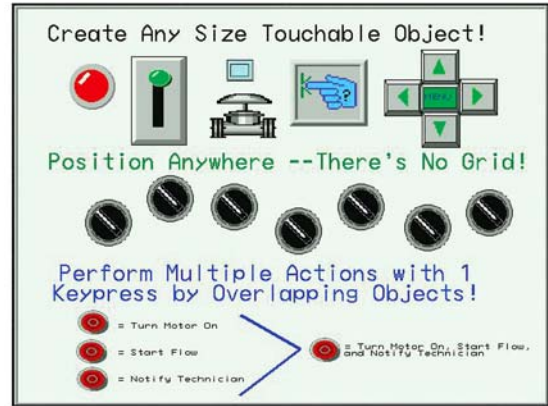 Create Any Size Touchable Object!
?
MENU
Position Anywhere --There's No Grid!
Perform Multiple Actions with 1
Keypress by Overlapping Objects!
= Turn Motor On
= Start Flow
= Notify Technician
= Turn Motor On, Start Flow,
and Notify Technician